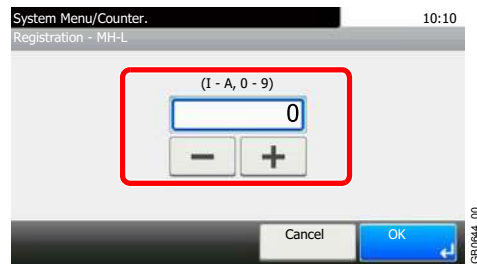 System Menu/Counter.
10:10
Registration - MH-L
(I - A, 0 - 9)
0
Cancel
OK
GB0644_00